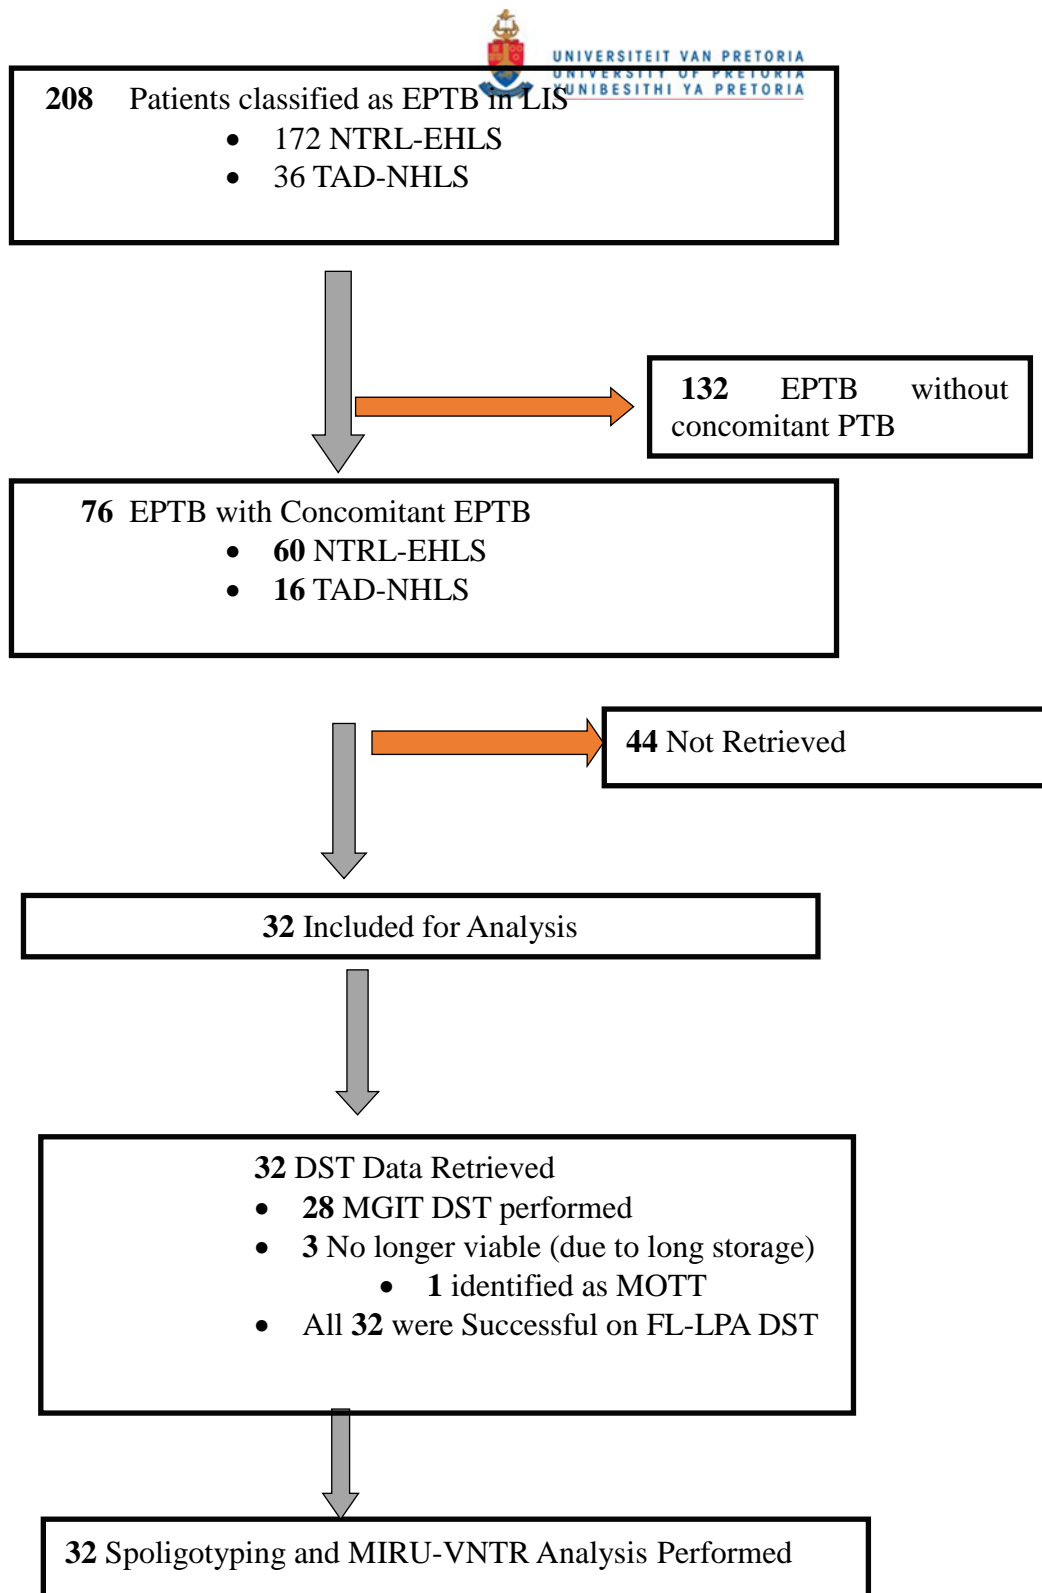 UNIVERSITEIT VAN PRETORIA
UNIVERSITY OF PRETORIA
YUNIBESITHI YA PRETORIA
208 Patients classified as EPTB in LIS
• 172 NTRL-EHLS
• 36 TAD-NHLS
132 EPTB without
concomitant PTB
76 EPTB with Concomitant EPTB
• 60 NTRL-EHLS
• 16 TAD-NHLS
44 Not Retrieved
32 Included for Analysis
32 DST Data Retrieved
• 28 MGIT DST performed
• 3 No longer viable (due to long storage)
• 1 identified as MOTT
• All 32 were Successful on FL-LPA DST
32 Spoligotyping and MIRU-VNTR Analysis Performed